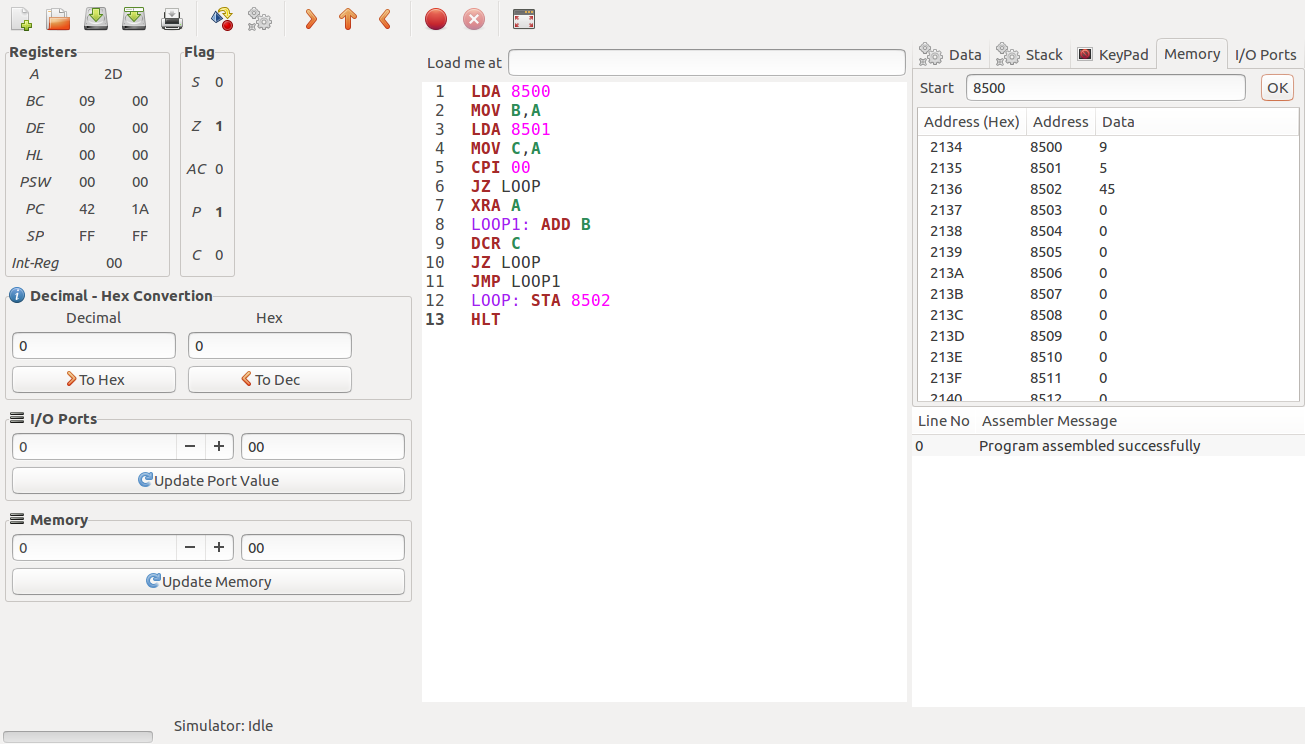 Registers
A 2D
BC 09 00
DE 00 00
HL 00 00
PSW 00 00
PC 42 1A
SP FF FF
Int-Reg 00
Flag
S 0
Z 1
AC 0
P 1
C 0
Decimal - Hex Convertion
Decimal Hex
0 0
To Hex To Dec
I/O Ports
0 00
Update Port Value
Memory
0 00
Update Memory
Simulator: Idle
Load me at
1 LDA 8500
2 MOV B,A
3 LDA 8501
4 MOV C,A
5 CPI 00
6 JZ LOOP
7 XRA A
8 LOOP1: ADD B
9 DCR C
10 JZ LOOP
11 JMP LOOP1
12 LOOP: STA 8502
13 HLT
Data Stack KeyPad Memory I/O Ports
Start 8500 OK
Address (Hex) Address Data
2134 8500 9
2135 8501 5
2136 8502 45
2137 8503 0
2138 8504 0
2139 8505 0
213A 8506 0
213B 8507 0
213C 8508 0
213D 8509 0
213E 8510 0
213F 8511 0
2140 8512 0
Line No Assembler Message
0 Program assembled successfully